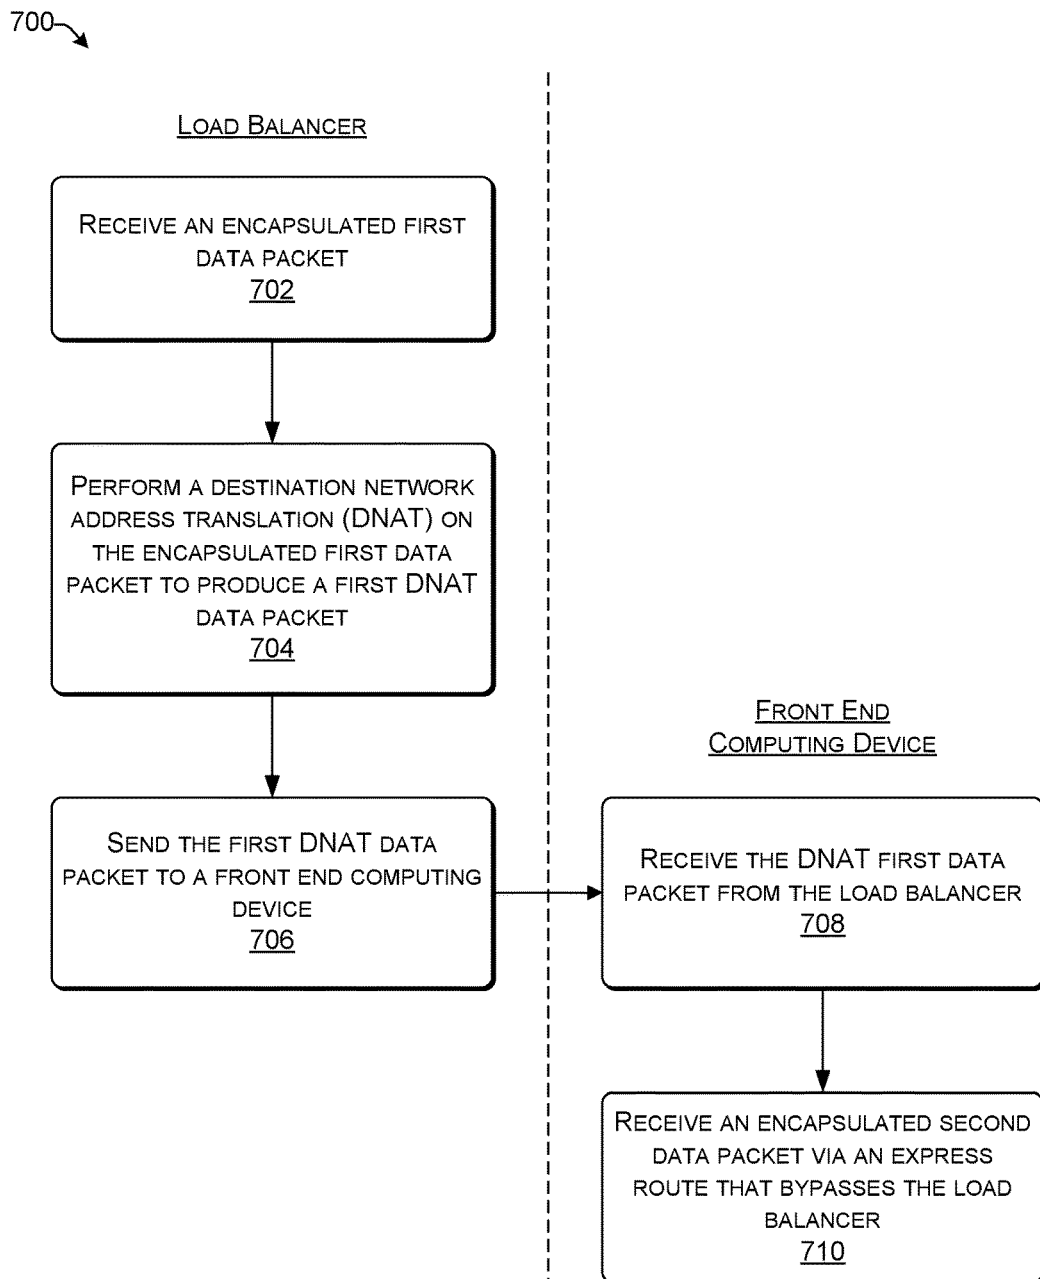 700
LOAD BALANCER
RECEIVE AN ENCAPSULATED FIRST
DATA PACKET
702
PERFORM A DESTINATION NETWORK
ADDRESS TRANSLATION (DNAT) ON
THE ENCAPSULATED FIRST DATA
PACKET TO PRODUCE A FIRST DNAT
DATA PACKET
704
SEND THE FIRST DNAT DATA
PACKET TO A FRONT END COMPUTING
DEVICE
706
FRONT END
COMPUTING DEVICE
RECEIVE THE DNAT FIRST DATA
PACKET FROM THE LOAD BALANCER
708
RECEIVE AN ENCAPSULATED SECOND
DATA PACKET VIA AN EXPRESS
ROUTE THAT BYPASSES THE LOAD
BALANCER
710